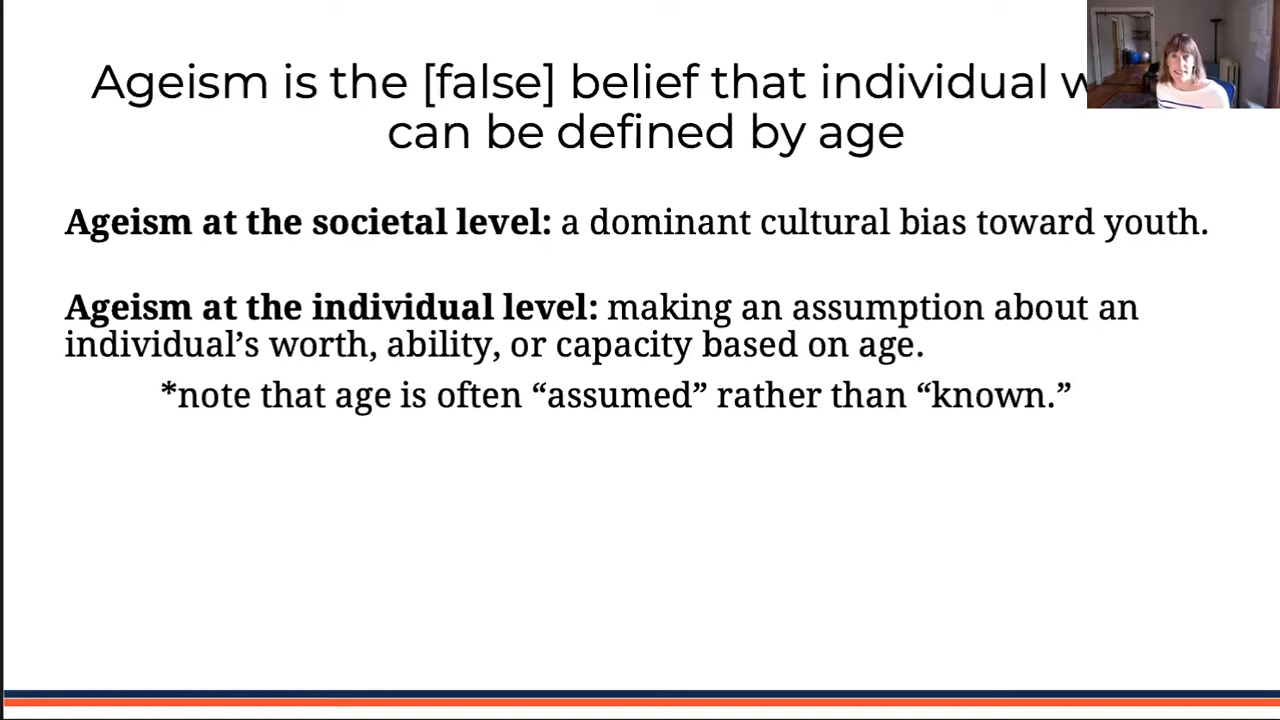 Ageism is the [false] belief that individual
can be defined by age
Ageism at the societal level: a dominant cultural bias toward youth.
Ageism at the individual level: making an assumption about an
individual’s worth, ability, or capacity based on age.
*note that age is often “assumed” rather than “known.”